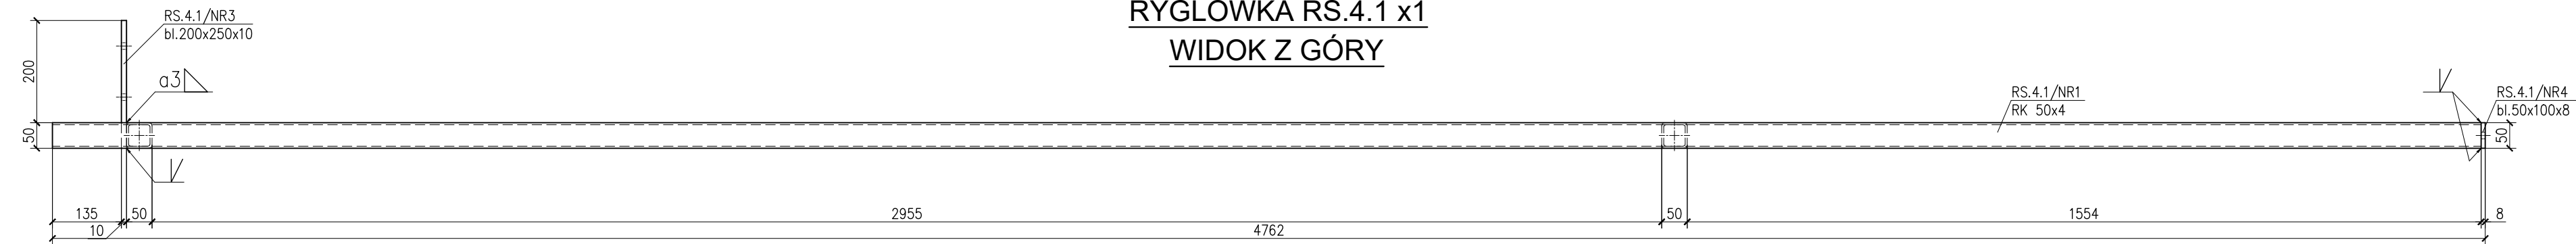 RYGLÓWKA RS.4.1 x1
WIDOK Z GÓRY
RS.4.1/NR3
bl.200x250x10
200
a3
50
RS.4.1/NR1
RK 50x4
RS.4.1/NR4
bl.50x100x8
50
135
50
2955
50
1554
8
10
4762